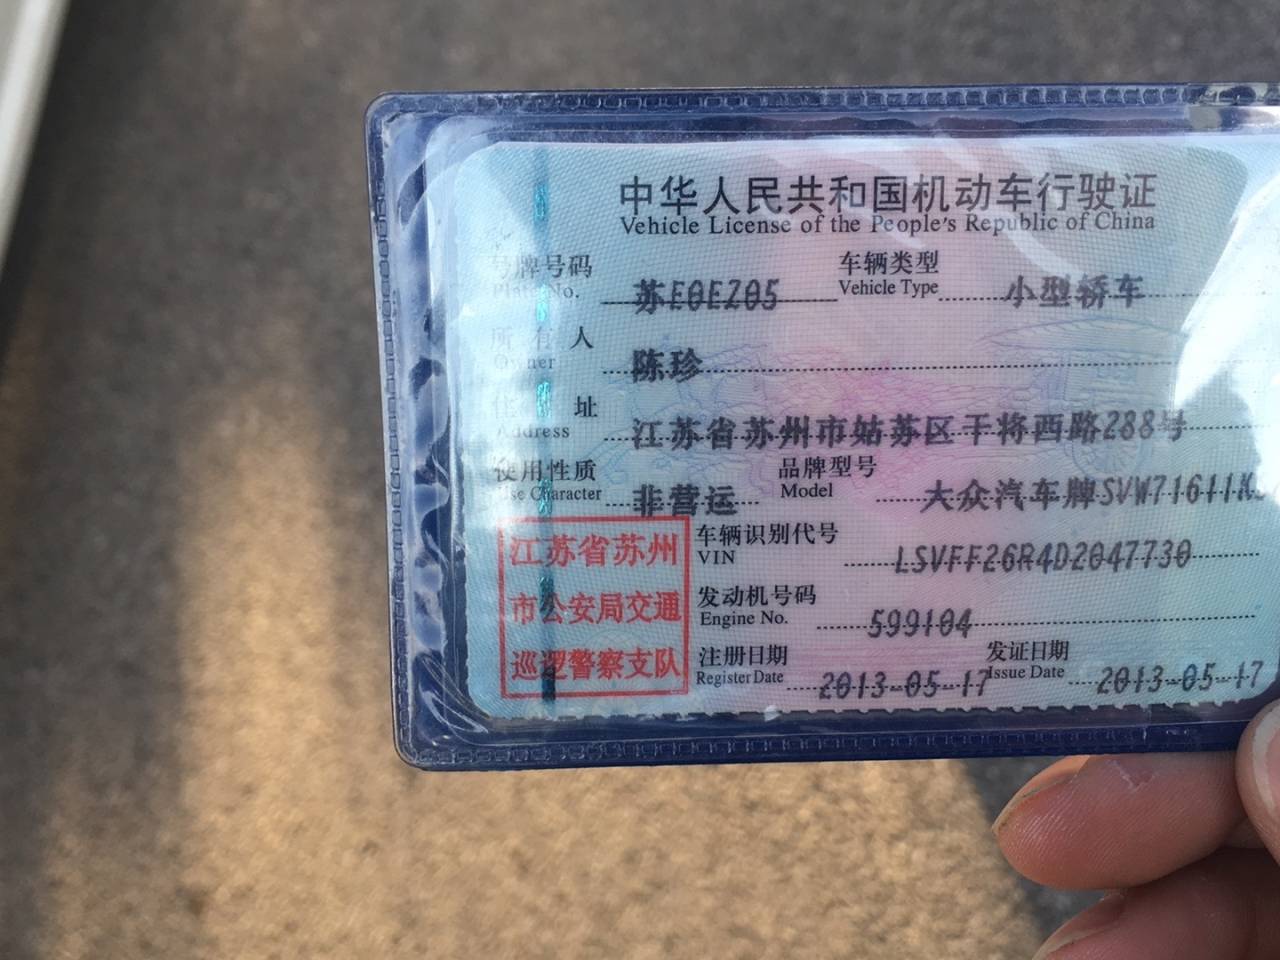 中华人民共和国机动车行驶证
Vehicle License of the People's Republic of China
号牌号码 苏E0EZ05 车辆类型 小型轿车
Plate No. Vehicle Type
所有人 陈珍
Owner
住址 江苏省苏州市姑苏区干将西路288号
Address
使用性质 非营运 品牌型号 大众汽车牌SVW71611K
Use Character Model
江苏省苏州
市公安局交通
巡逻警察支队
车辆识别代号 LSVFF26R4D2047730
VIN
发动机号码 599104
Engine No.
注册日期 2013-05-17 发证日期 2013-05-17
Register Date Issue Date